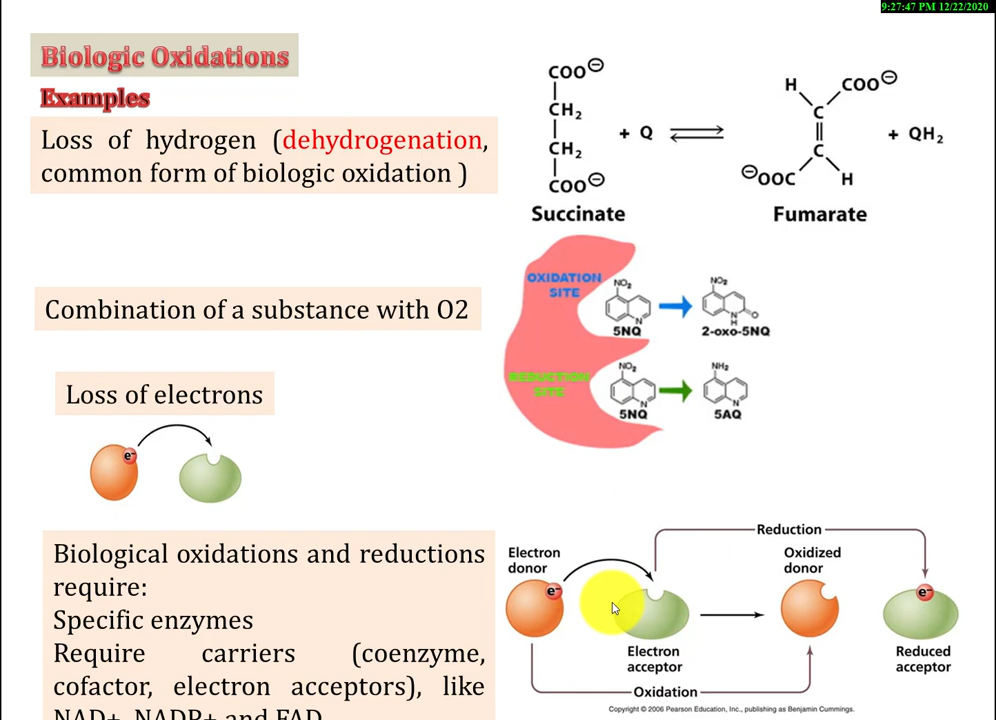 9:27:47 PM 12/22/2020
Biologic Oxidations
Examples
Loss of hydrogen (dehydrogenation,
common form of biologic oxidation )
COO⊖
CH2
CH2
COO⊖
+ Q
H
COO⊖
C
C
⊖OOC
H
+ QH2
Succinate
Fumarate
Combination of a substance with O2
OXIDATION
SITE
NO2
N
5NQ
NO2
N
H
O
2-oxo-5NQ
REDUCTION
SITE
NO2
N
5NQ
NH2
N
5AQ
Loss of electrons
e-
Biological oxidations and reductions
require:
Specific enzymes
Require carriers (coenzyme,
cofactor, electron acceptors), like
NAD+, NADP+ and FAD
Reduction
Electron
donor
e-
Electron
acceptor
Oxidized
donor
e-
Reduced
acceptor
Oxidation
Copyright © 2006 Pearson Education, Inc., publishing as Benjamin Cummings.